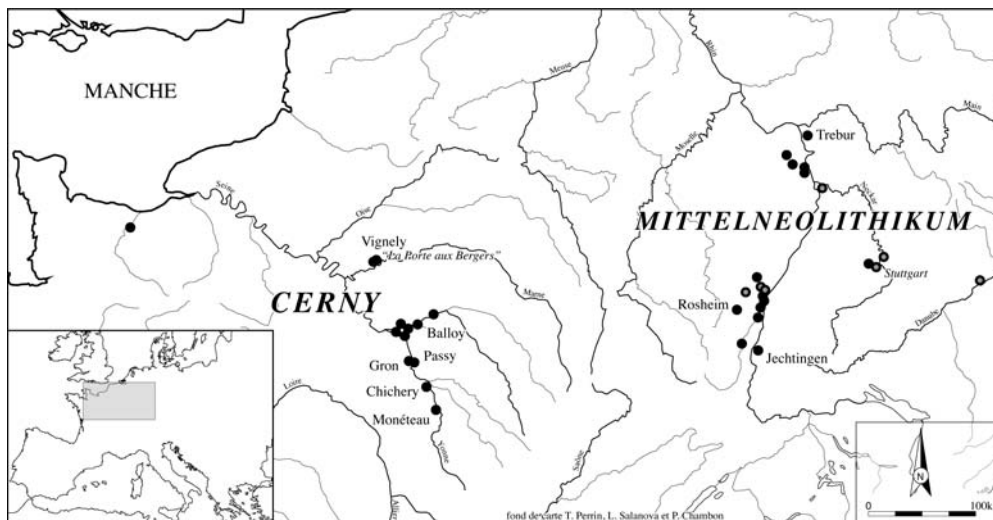 MANCHE
Seine
Oise
Meuse
Moselle
Rhin
Main
Trebur
Neckar
MITTELNEOLITHIKUM
Vignely
"La Porte aux Bergers"
CERNY
Marne
Stuttgart
Rosheim
Danube
Balloy
Jechtingen
Gron
Passy
Chichery
Monéteau
Loire
Yonne
Saône
Allier
N
0
100km
fond de carte T. Perrin, L. Salanova et P. Chambon